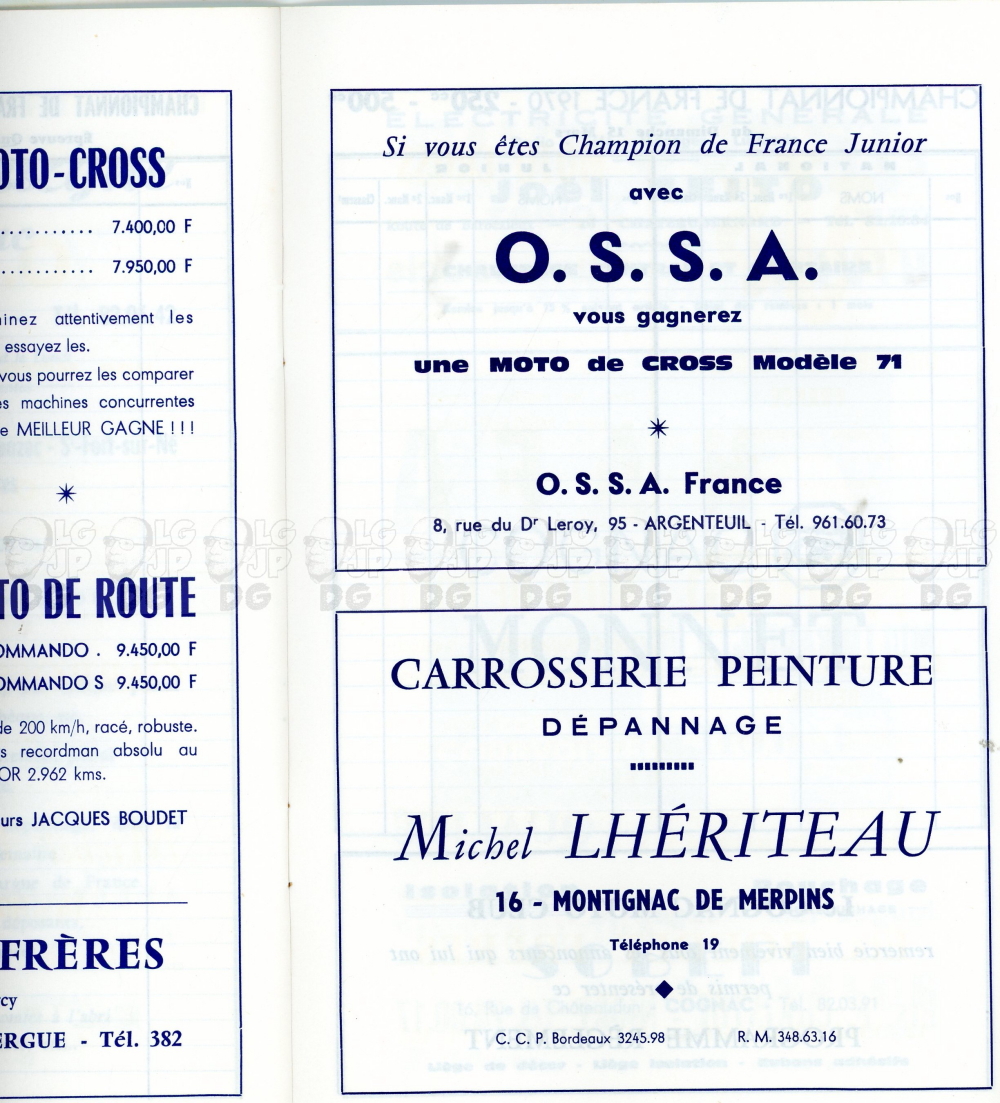 OTO-CROSS
............ 7.400,00 F
............ 7.950,00 F
inez attentivement les
essayez les.
vous pourrez les comparer
es machines concurrentes
e MEILLEUR GAGNE ! ! !
TO DE ROUTE
OMMANDO . 9.450,00 F
OMMANDO S 9.450,00 F
de 200 km/h, racé, robuste.
s recordman absolu au
OR 2.962 kms.
urs JACQUES BOUDET
FRÈRES
rcy
ERGUE - Tél. 382
Si vous êtes Champion de France Junior
avec
O. S. S. A.
vous gagnerez
une MOTO de CROSS Modèle 71
O. S. S. A. France
8, rue du Dr Leroy, 95 - ARGENTEUIL - Tél. 961.60.73
LG JP DG
CARROSSERIE PEINTURE
DÉPANNAGE
Michel LHÉRITEAU
16 - MONTIGNAC DE MERPINS
Téléphone 19
C. C. P. Bordeaux 3245.98 R. M. 348.63.16